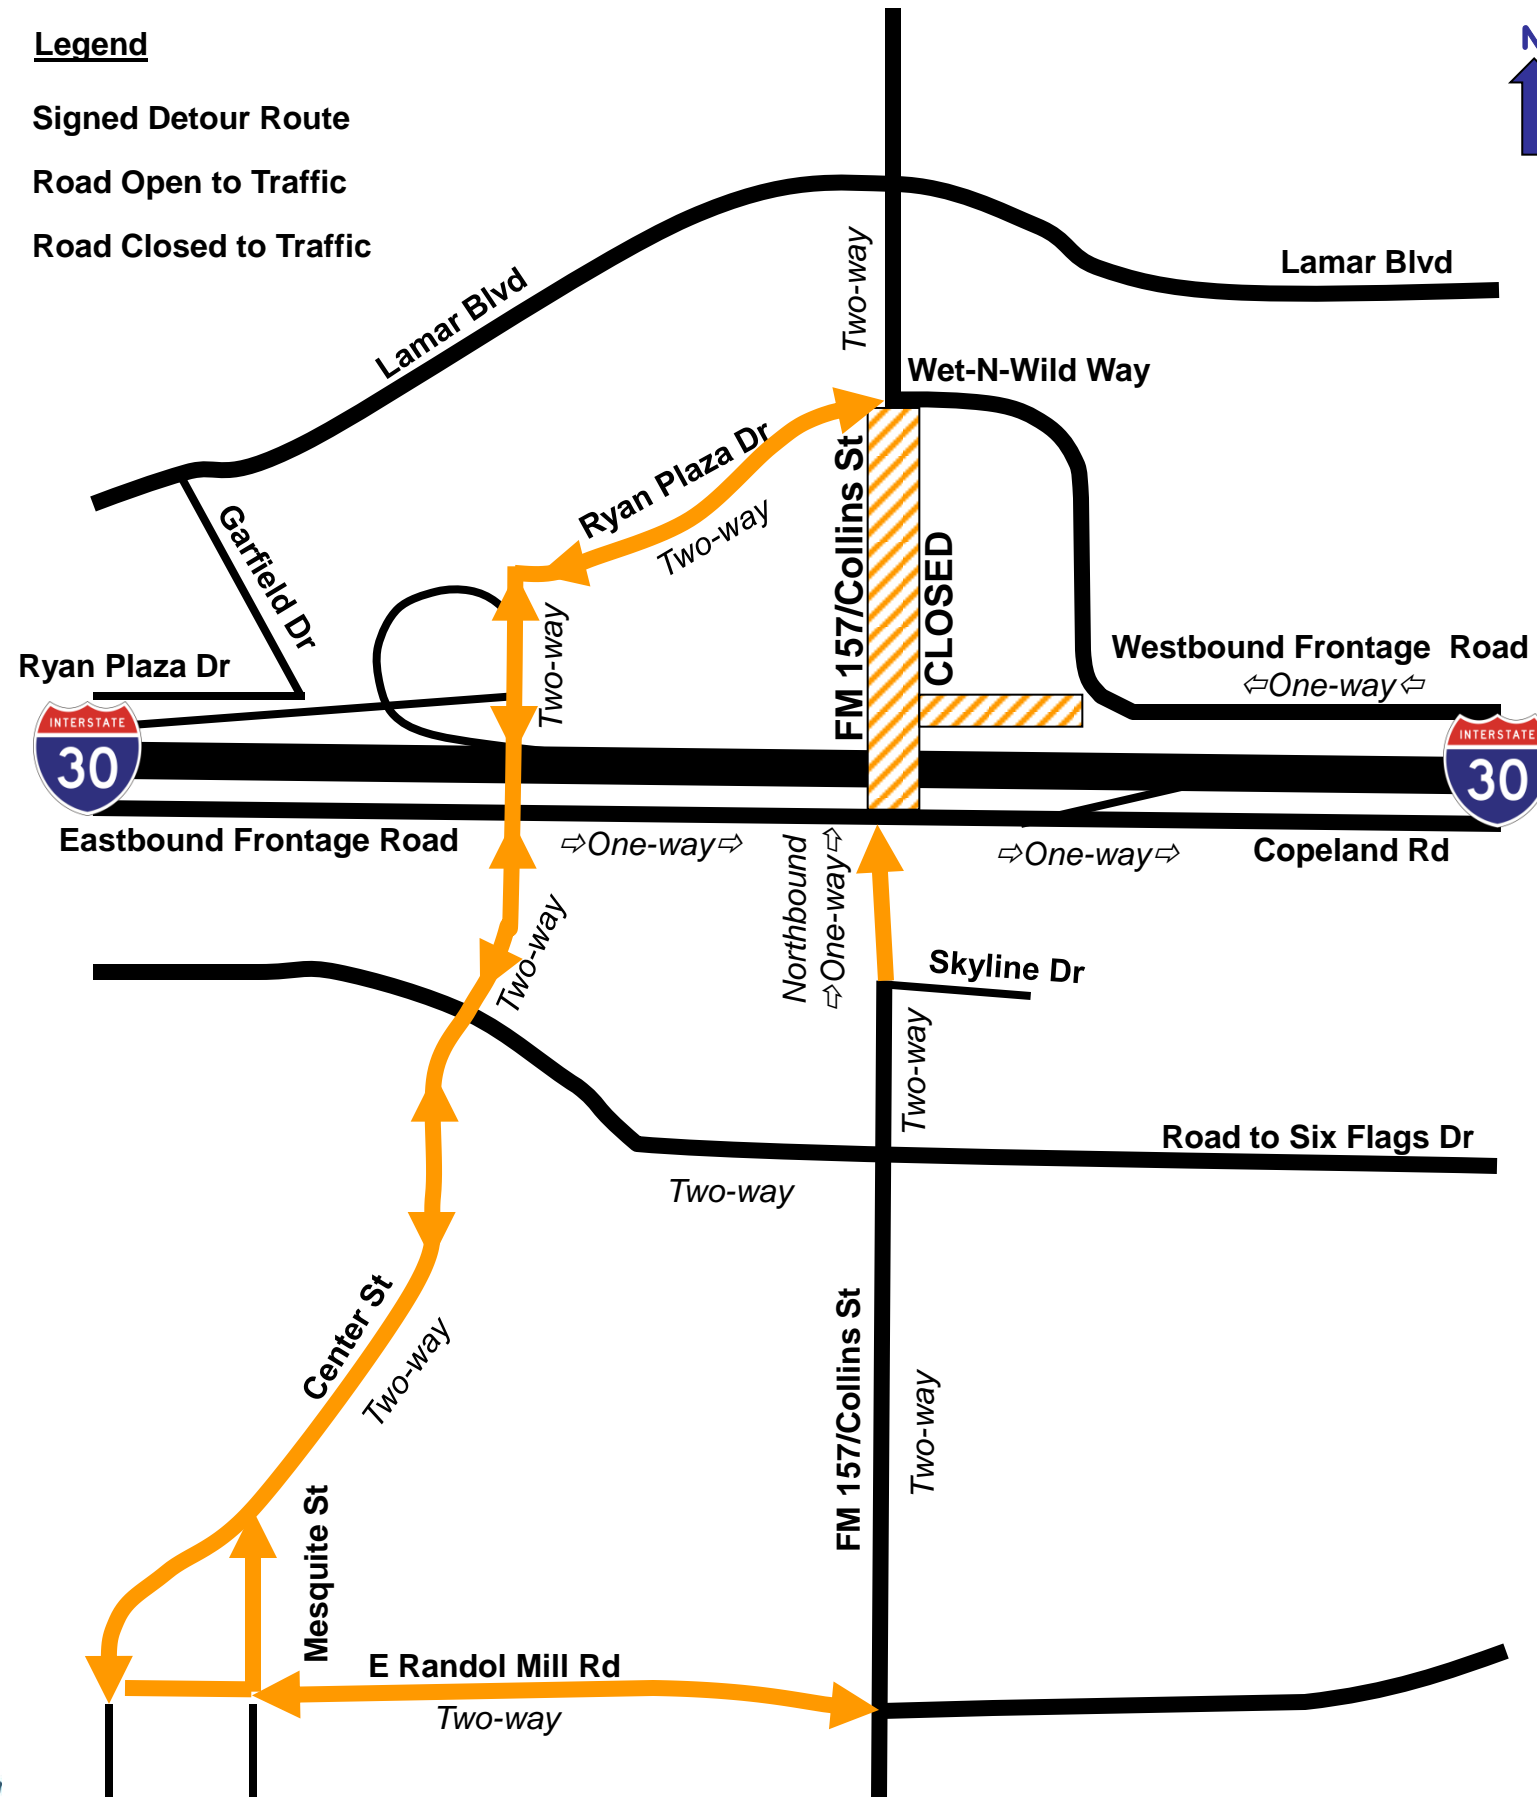 Legend
N
Signed Detour Route
Road Open to Traffic
Road Closed to Traffic
Lamar Blvd
Two-way
Lamar Blvd
Wet-N-Wild Way
Ryan Plaza Dr
Two-way
FM 157/Collins St
CLOSED
Garfield Dr
Two-way
Ryan Plaza Dr
Westbound Frontage Road
⇦One-way⇦
INTERSTATE
30
INTERSTATE
30
Eastbound Frontage Road
⇨One-way⇨
Northbound
⇨One-way⇨
⇨One-way⇨
Copeland Rd
Two-way
Skyline Dr
Two-way
Road to Six Flags Dr
Two-way
Center St
Two-way
FM 157/Collins St
Two-way
Mesquite St
E Randol Mill Rd
Two-way